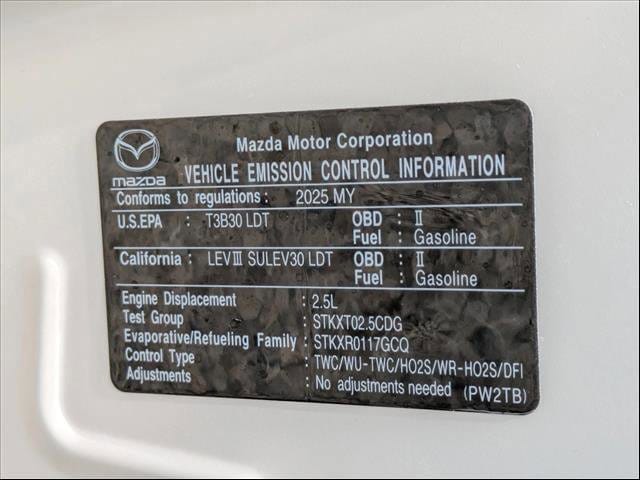 Mazda Motor Corporation
mazda
VEHICLE EMISSION CONTROL INFORMATION
Conforms to regulations: 2025 MY
U.S.EPA : T3B30 LDT OBD : II
Fuel : Gasoline
California : LEVIII SULEV30 LDT OBD : II
Fuel : Gasoline
Engine Displacement : 2.5L
Test Group : STKXT02.5CDG
Evaporative/Refueling Family : STKXR0117GCQ
Control Type : TWC/WU-TWC/HO2S/WR-HO2S/DFI
Adjustments : No adjustments needed (PW2TB)